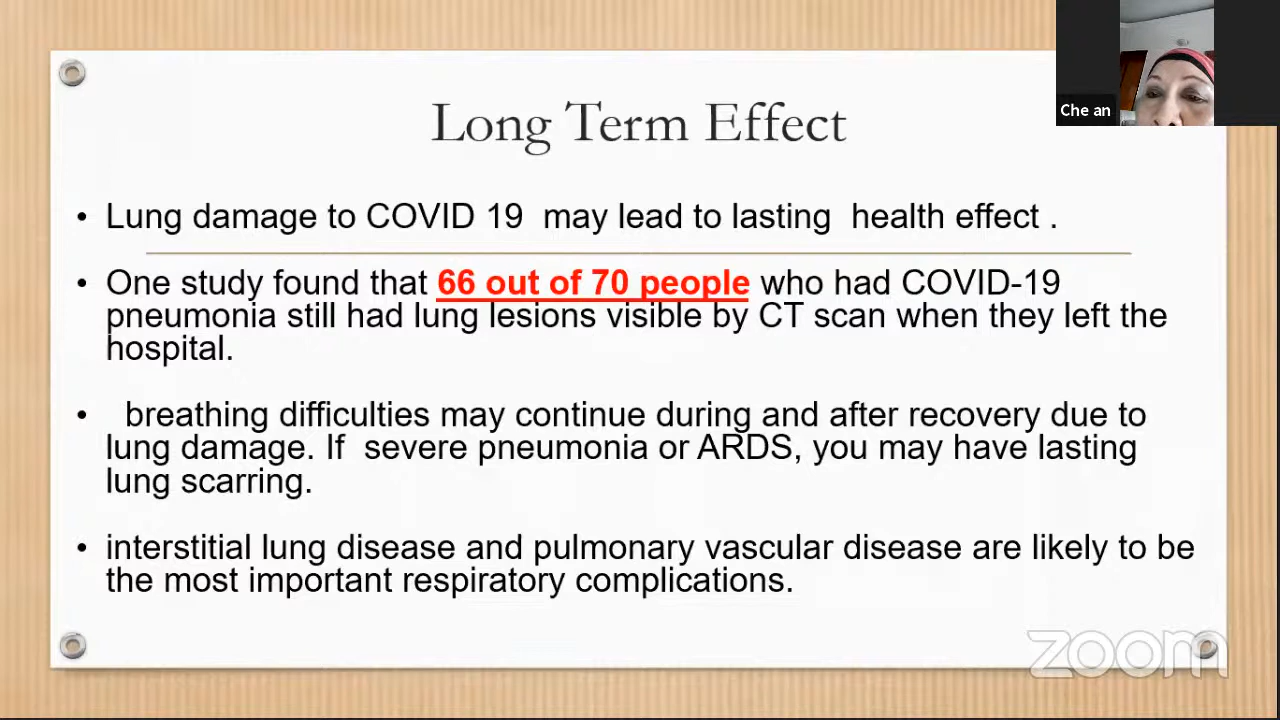 Che an
Long Term Effect
• Lung damage to COVID 19  may lead to lasting  health effect .
• One study found that 66 out of 70 people who had COVID-19
pneumonia still had lung lesions visible by CT scan when they left the
hospital.
•   breathing difficulties may continue during and after recovery due to
lung damage. If  severe pneumonia or ARDS, you may have lasting
lung scarring.
• interstitial lung disease and pulmonary vascular disease are likely to be
the most important respiratory complications.
zoom